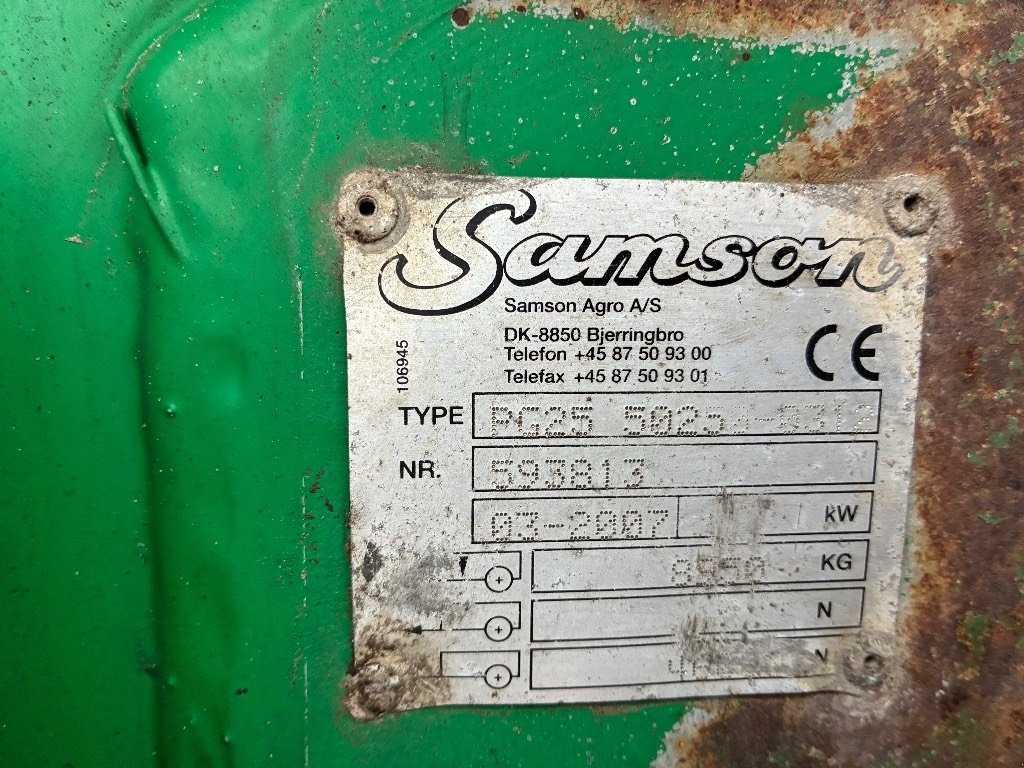 Samson
Samson Agro A/S
DK-8850 Bjerringbro
Telefon +45 87 50 93 00
Telefax +45 87 50 93 01
CE
106945
TYPE PG25
NR. 593813
03-2007 kW
KG
N